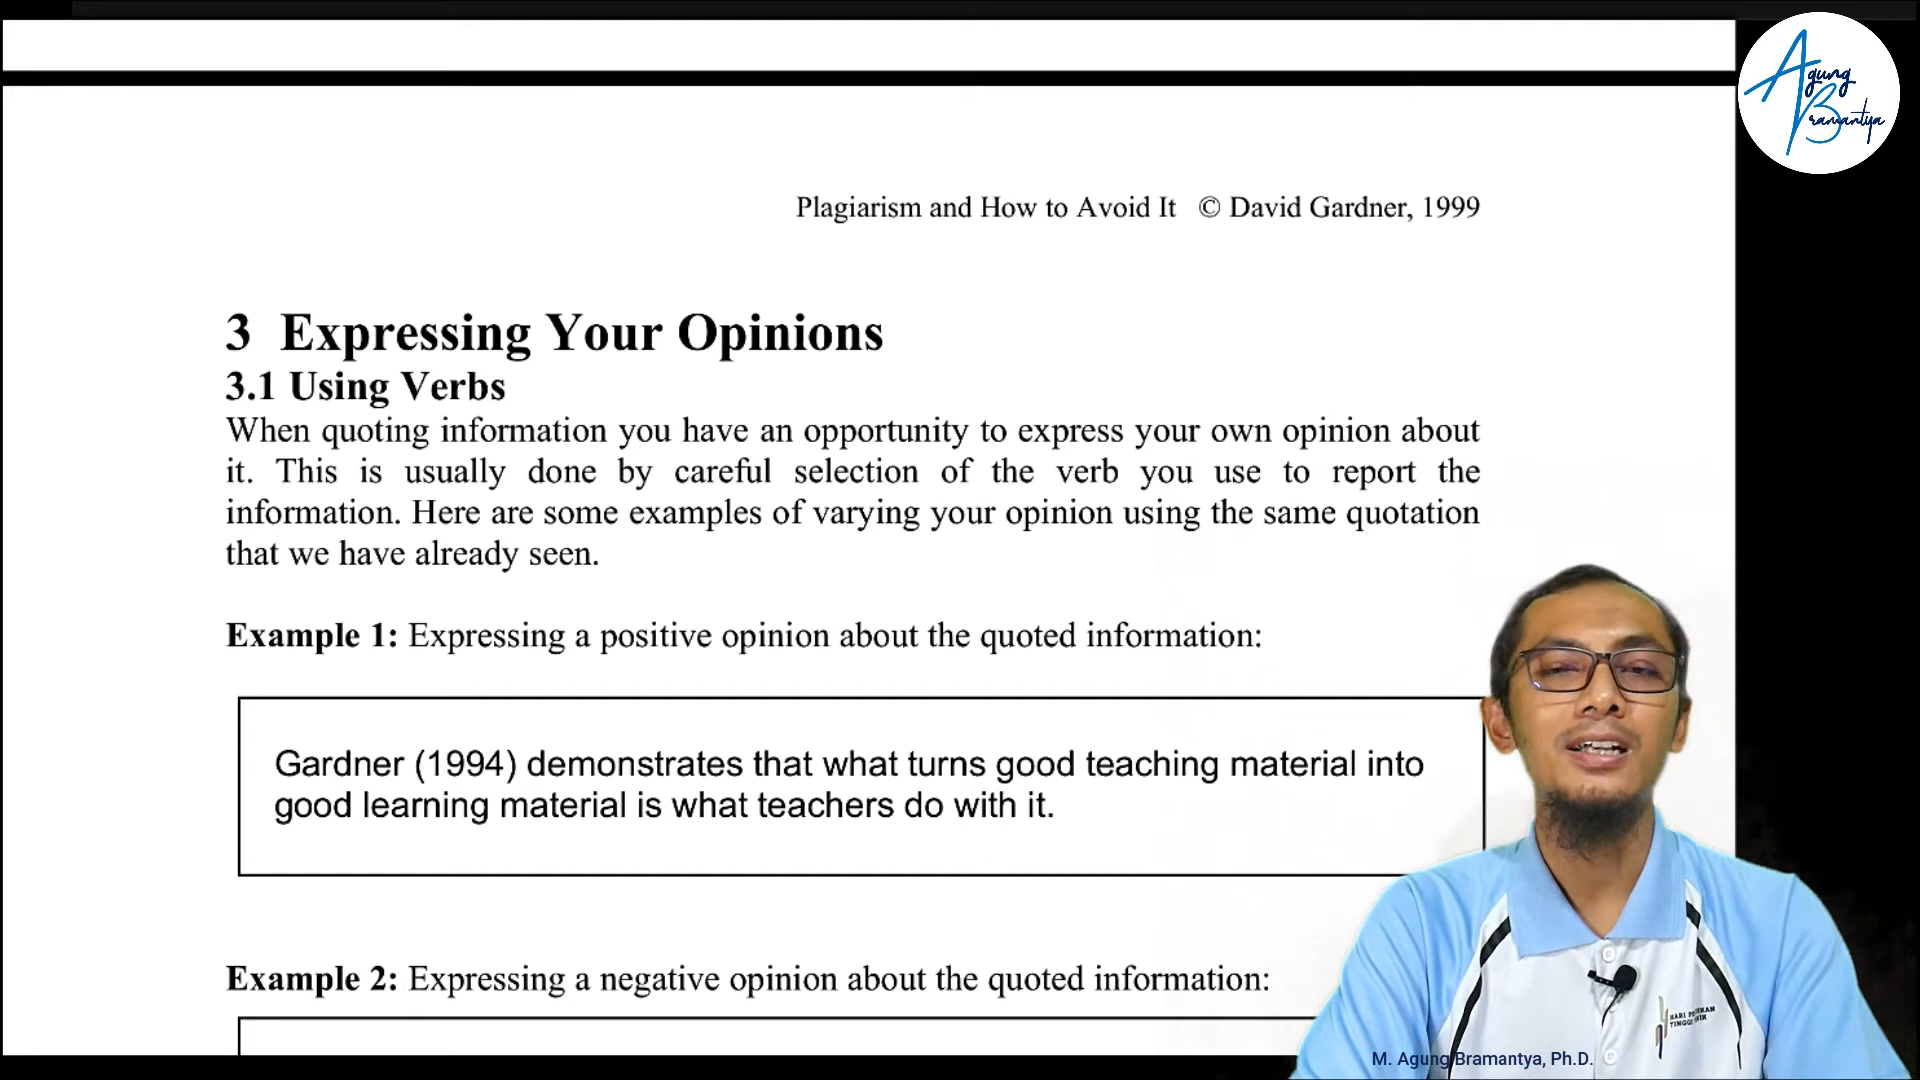 Agung
Bramantya
Plagiarism and How to Avoid It © David Gardner, 1999
3 Expressing Your Opinions
3.1 Using Verbs
When quoting information you have an opportunity to express your own opinion about
it. This is usually done by careful selection of the verb you use to report the
information. Here are some examples of varying your opinion using the same quotation
that we have already seen.
Example 1: Expressing a positive opinion about the quoted information:
Gardner (1994) demonstrates that what turns good teaching material into
good learning material is what teachers do with it.
Example 2: Expressing a negative opinion about the quoted information:
HARI
TINGGI
M. Agung Bramantya, Ph.D.